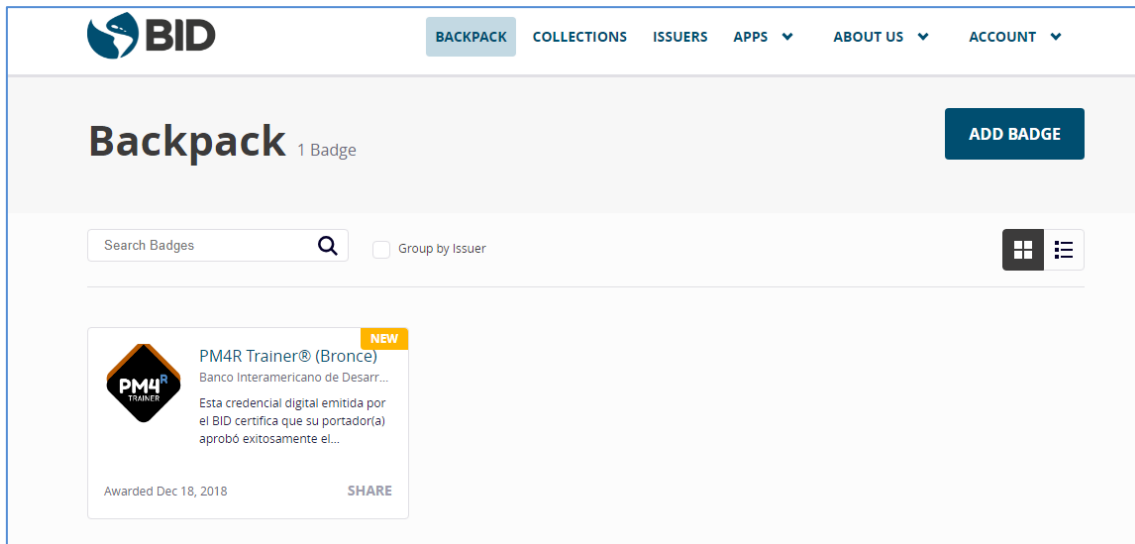 BID
BACKPACK COLLECTIONS ISSUERS APPS ABOUT US ACCOUNT
Backpack 1 Badge
ADD BADGE
Search Badges
Group by Issuer
NEW
PM4R Trainer® (Bronce)
Banco Interamericano de Desarr...
Esta credencial digital emitida por
el BID certifica que su portador(a)
aprobó exitosamente el...
PM4R
TRAINER
Awarded Dec 18, 2018
SHARE